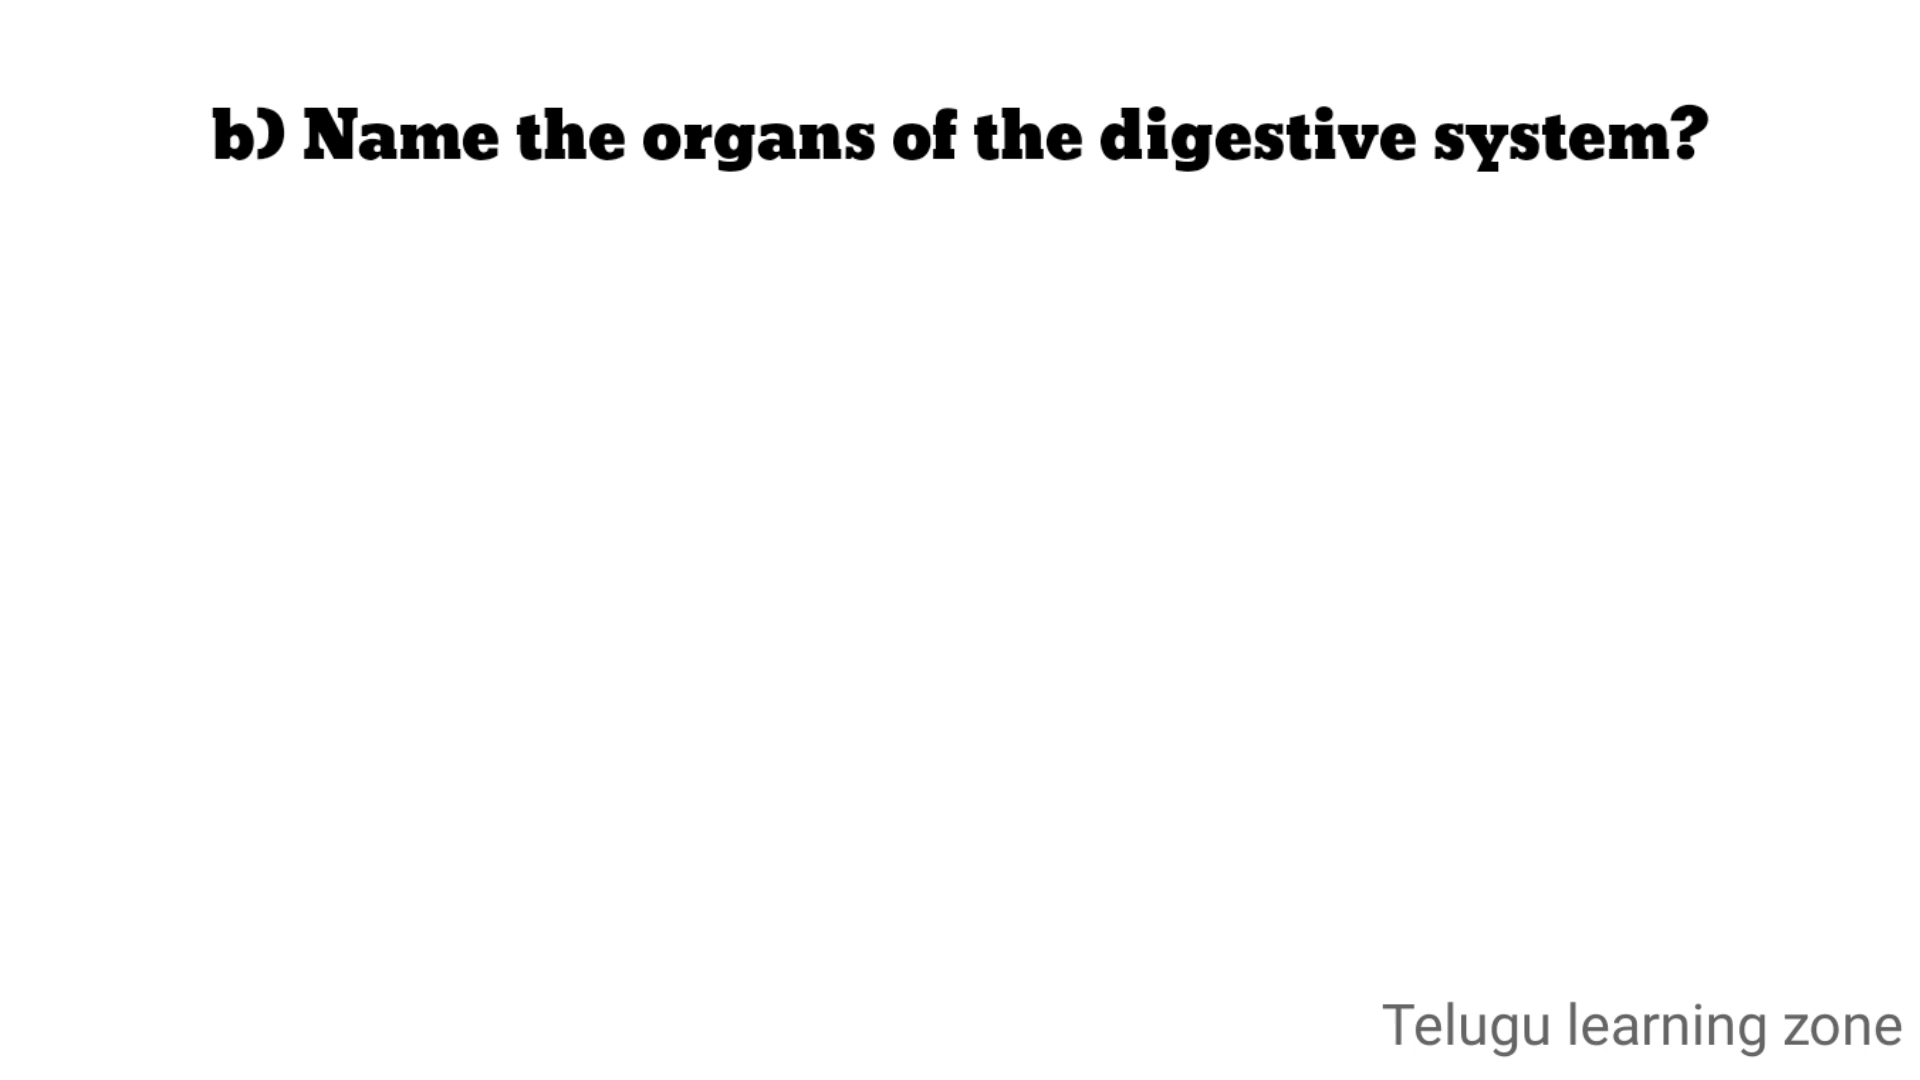 b) Name the organs of the digestive system?
Telugu learning zone